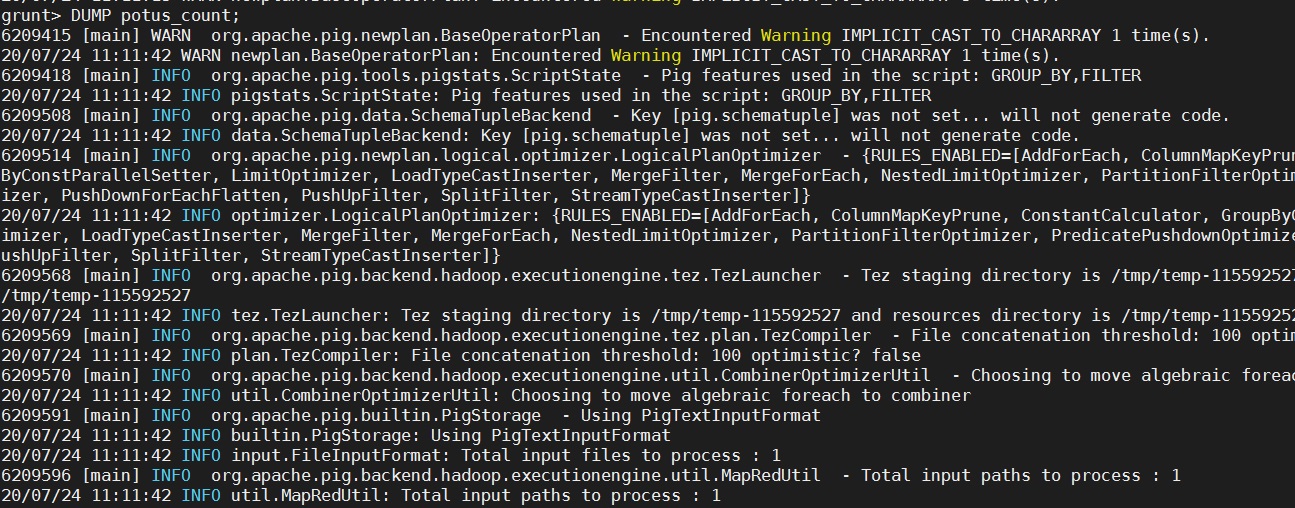 grunt> DUMP potus_count;
6209415 [main] WARN  org.apache.pig.newplan.BaseOperatorPlan  - Encountered Warning IMPLICIT_CAST_TO_CHARARRAY 1 time(s).
20/07/24 11:11:42 WARN newplan.BaseOperatorPlan: Encountered Warning IMPLICIT_CAST_TO_CHARARRAY 1 time(s).
6209418 [main] INFO  org.apache.pig.tools.pigstats.ScriptState  - Pig features used in the script: GROUP_BY,FILTER
20/07/24 11:11:42 INFO pigstats.ScriptState: Pig features used in the script: GROUP_BY,FILTER
6209508 [main] INFO  org.apache.pig.data.SchemaTupleBackend  - Key [pig.schematuple] was not set... will not generate code.
20/07/24 11:11:42 INFO data.SchemaTupleBackend: Key [pig.schematuple] was not set... will not generate code.
6209514 [main] INFO  org.apache.pig.newplan.logical.optimizer.LogicalPlanOptimizer  - {RULES_ENABLED=[AddForEach, ColumnMapKeyPrun
ByConstParallelSetter, LimitOptimizer, LoadTypeCastInserter, MergeFilter, MergeForEach, NestedLimitOptimizer, PartitionFilterOptim
izer, PushDownForEachFlatten, PushUpFilter, SplitFilter, StreamTypeCastInserter]}
20/07/24 11:11:42 INFO optimizer.LogicalPlanOptimizer: {RULES_ENABLED=[AddForEach, ColumnMapKeyPrune, ConstantCalculator, GroupByC
imizer, LoadTypeCastInserter, MergeFilter, MergeForEach, NestedLimitOptimizer, PartitionFilterOptimizer, PredicatePushdownOptimize
ushUpFilter, SplitFilter, StreamTypeCastInserter]}
6209568 [main] INFO  org.apache.pig.backend.hadoop.executionengine.tez.TezLauncher  - Tez staging directory is /tmp/temp-115592527
/tmp/temp-115592527
20/07/24 11:11:42 INFO tez.TezLauncher: Tez staging directory is /tmp/temp-115592527 and resources directory is /tmp/temp-11559252
6209569 [main] INFO  org.apache.pig.backend.hadoop.executionengine.tez.plan.TezCompiler  - File concatenation threshold: 100 optim
20/07/24 11:11:42 INFO plan.TezCompiler: File concatenation threshold: 100 optimistic? false
6209570 [main] INFO  org.apache.pig.backend.hadoop.executionengine.util.CombinerOptimizerUtil  - Choosing to move algebraic foreac
20/07/24 11:11:42 INFO util.CombinerOptimizerUtil: Choosing to move algebraic foreach to combiner
6209591 [main] INFO  org.apache.pig.builtin.PigStorage  - Using PigTextInputFormat
20/07/24 11:11:42 INFO builtin.PigStorage: Using PigTextInputFormat
20/07/24 11:11:42 INFO input.FileInputFormat: Total input files to process : 1
6209596 [main] INFO  org.apache.pig.backend.hadoop.executionengine.util.MapRedUtil  - Total input paths to process : 1
20/07/24 11:11:42 INFO util.MapRedUtil: Total input paths to process : 1